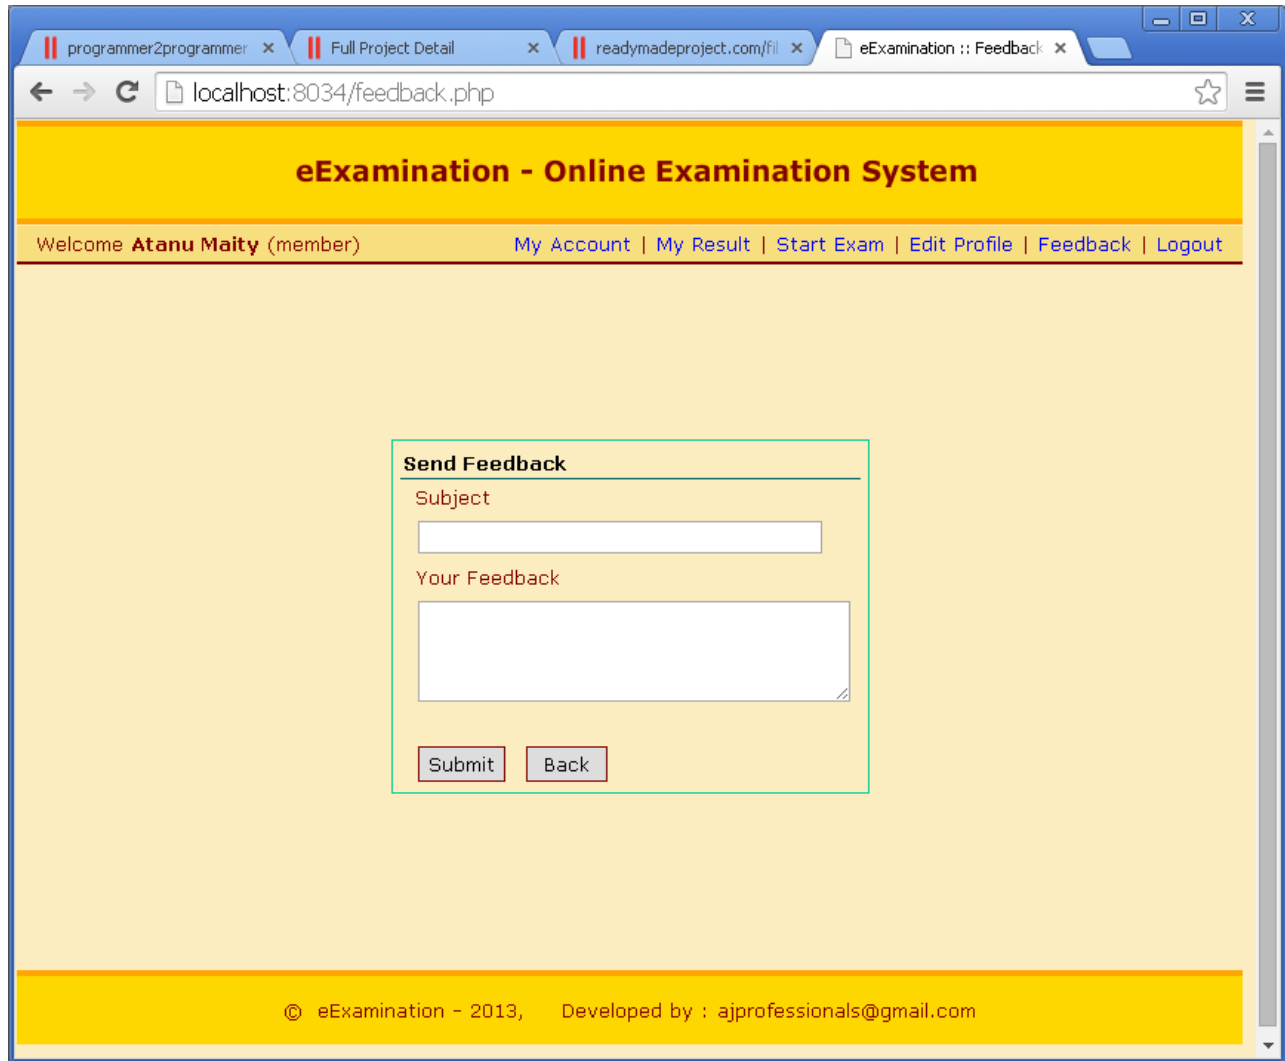 programmer2programmer
Full Project Detail
readymadeproject.com/fil
eExamination :: Feedback
localhost:8034/feedback.php
eExamination - Online Examination System
Welcome Atanu Maity (member)
My Account | My Result | Start Exam | Edit Profile | Feedback | Logout
Send Feedback
Subject
Your Feedback
Submit Back
© eExamination - 2013, Developed by : ajprofessionals@gmail.com